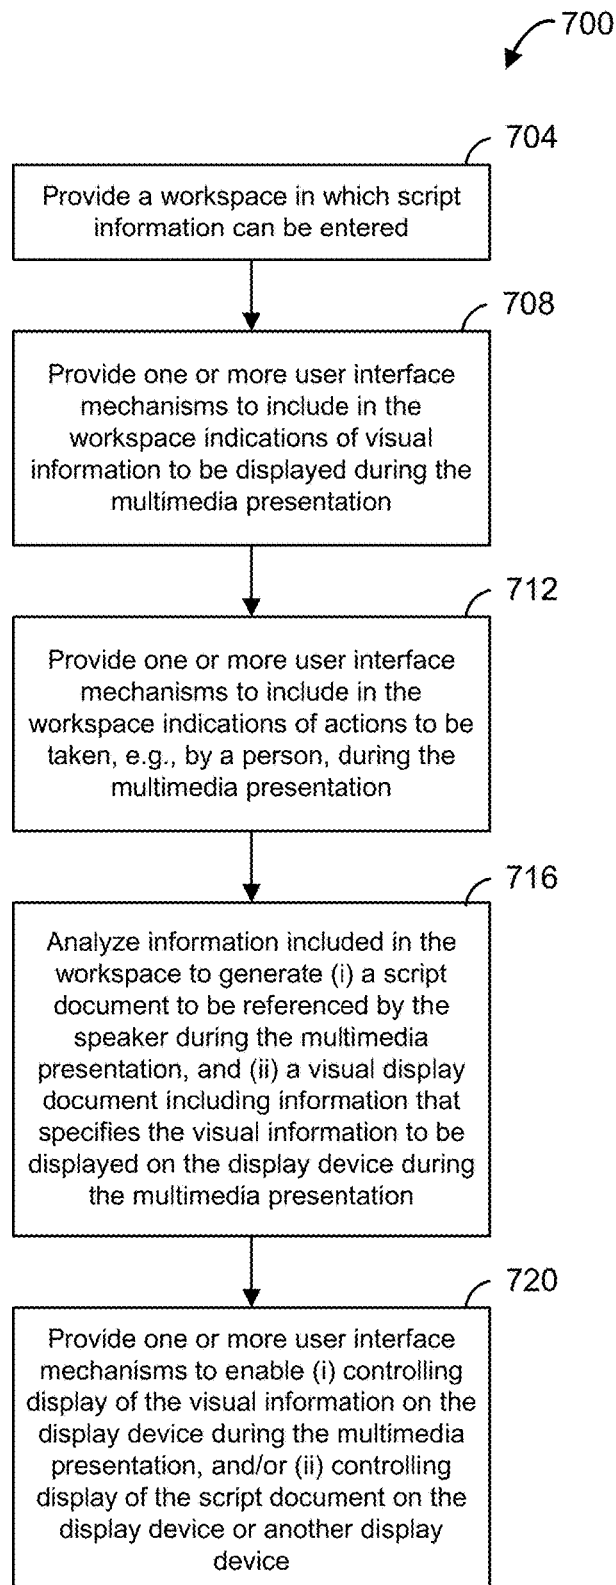 700
704
Provide a workspace in which script
information can be entered
708
Provide one or more user interface
mechanisms to include in the
workspace indications of visual
information to be displayed during the
multimedia presentation
712
Provide one or more user interface
mechanisms to include in the
workspace indications of actions to be
taken, e.g., by a person, during the
multimedia presentation
716
Analyze information included in the
workspace to generate (i) a script
document to be referenced by the
speaker during the multimedia
presentation, and (ii) a visual display
document including information that
specifies the visual information to be
displayed on the display device during
the multimedia presentation
720
Provide one or more user interface
mechanisms to enable (i) controlling
display of the visual information on the
display device during the multimedia
presentation, and/or (ii) controlling
display of the script document on the
display device or another display
device